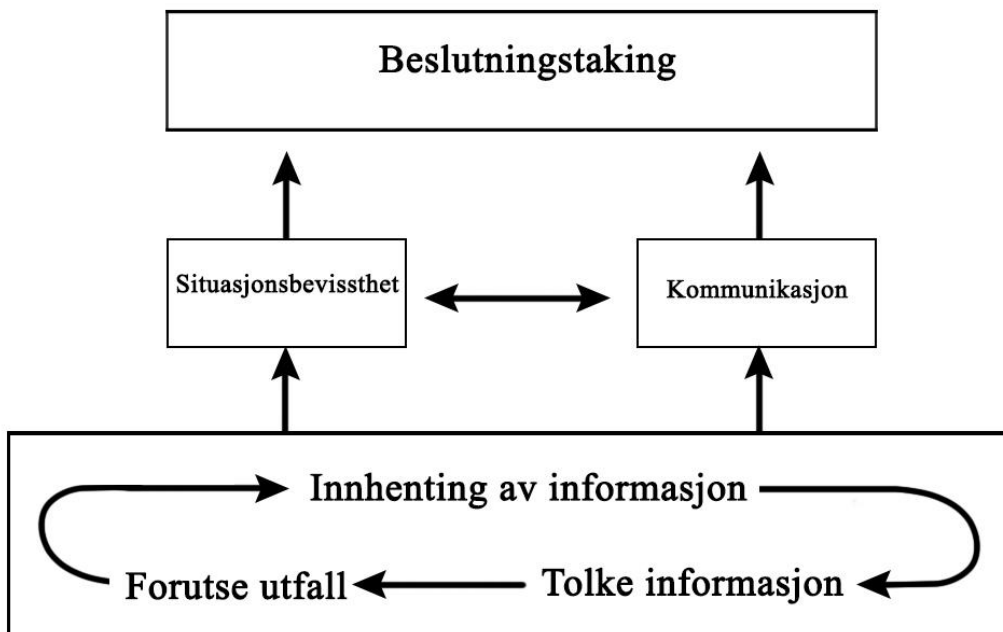 Beslutningstaking
Situasjonsbevissthet
Kommunikasjon
Innhenting av informasjon
Forutse utfall
Tolke informasjon